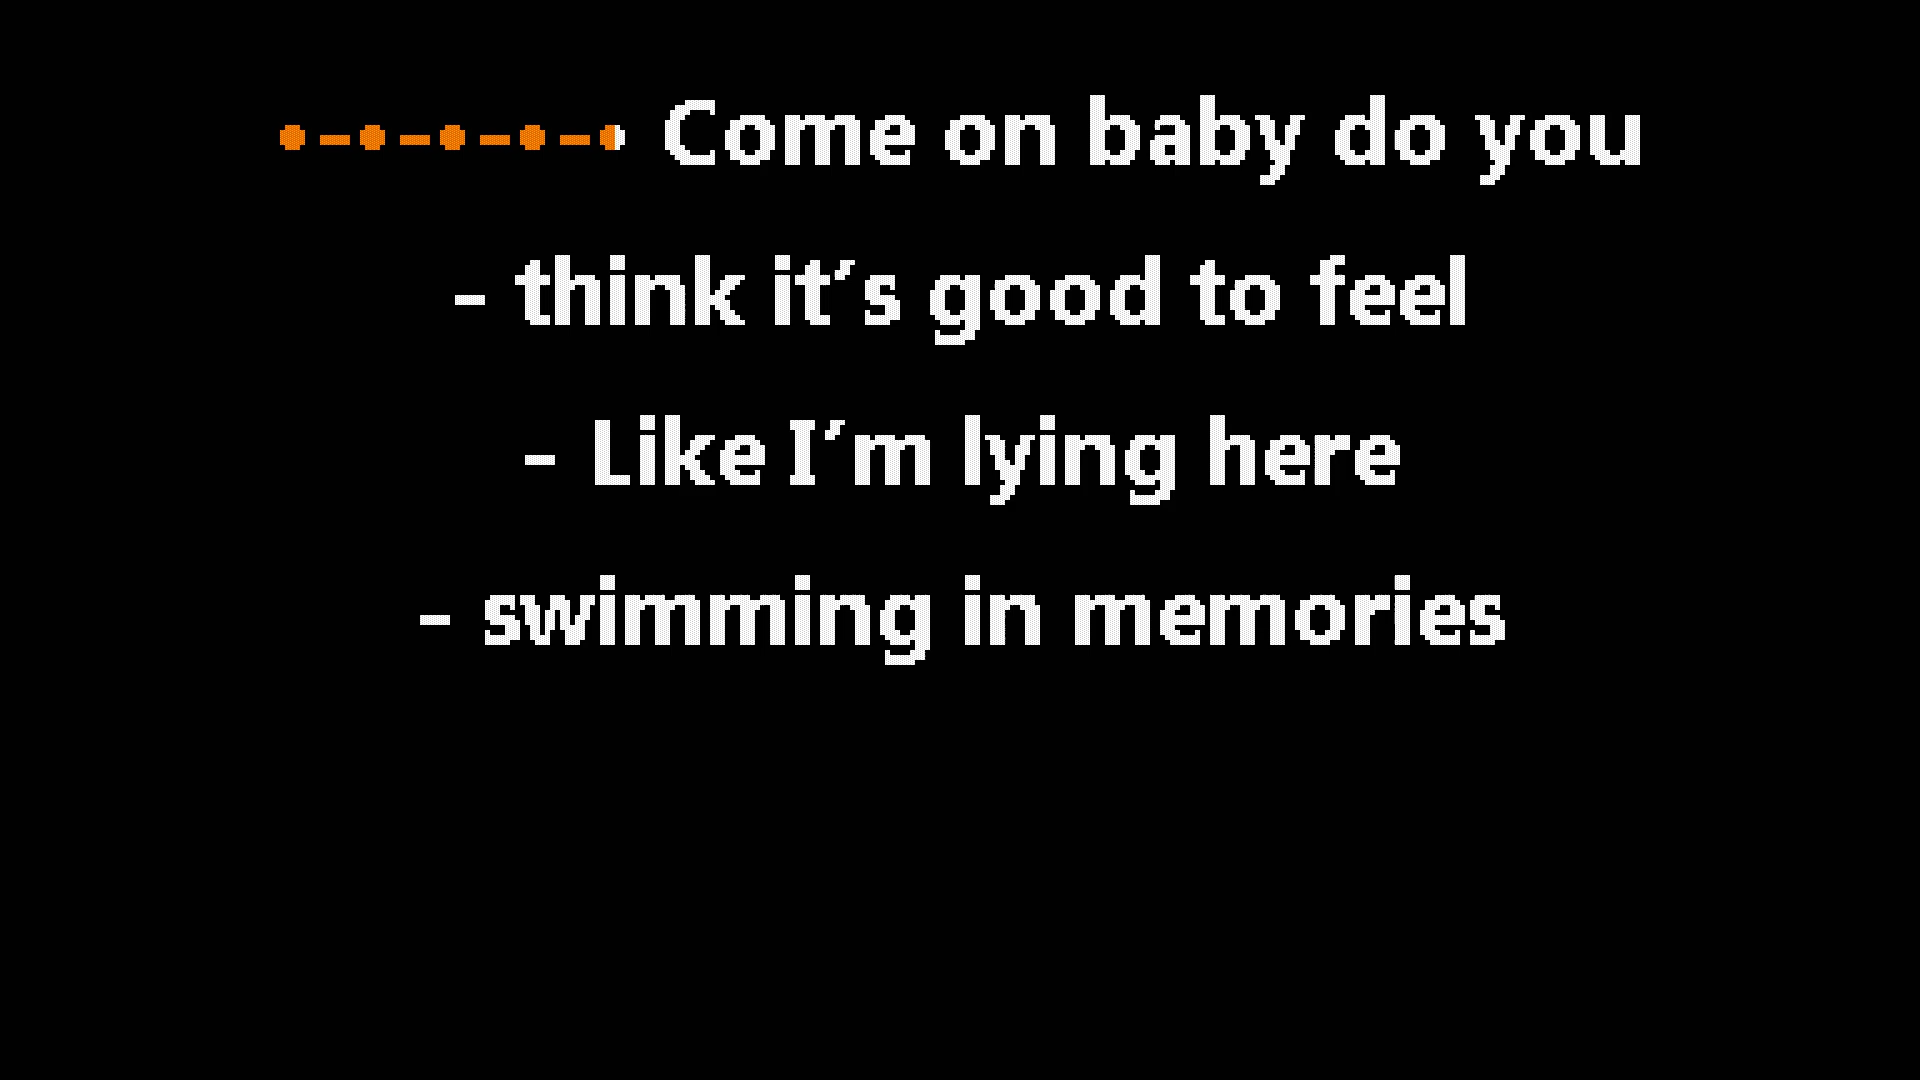 ●-●-●-●-● Come on baby do you
- think it's good to feel
- Like I'm lying here
- swimming in memories